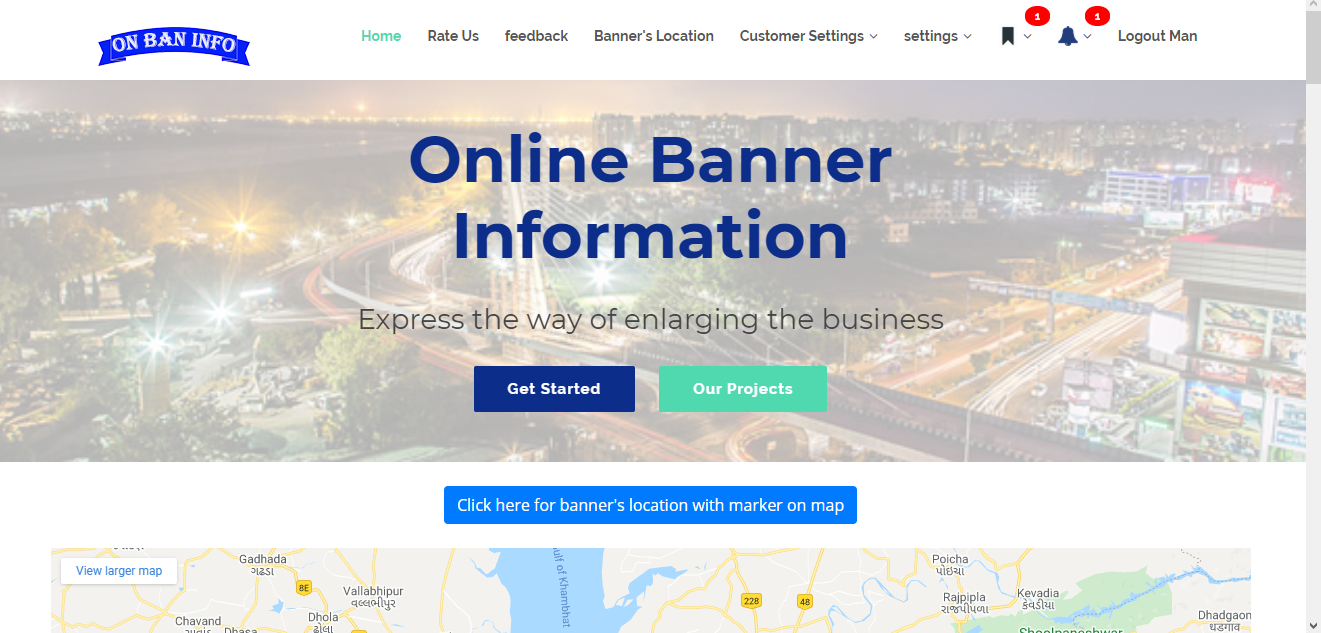 ON BAN INFO
Home Rate Us feedback Banner's Location Customer Settings settings 1 1 Logout Man
Online Banner
Information
Express the way of enlarging the business
Get Started Our Projects
Click here for banner's location with marker on map
View larger map
Gadhada
ગઢડા
8E
Vallabhipur
વલ્લભીપુર
Chavand
Dhola
ઢોલા
Dhasa
Gulf of Khambhat
228
48
Poicha
પોઇચા
Rajpipla
રાજપીપળા
Kevadia
કેવડીયા
Dhadgaon
धडगाव
Shoolpaneshwar